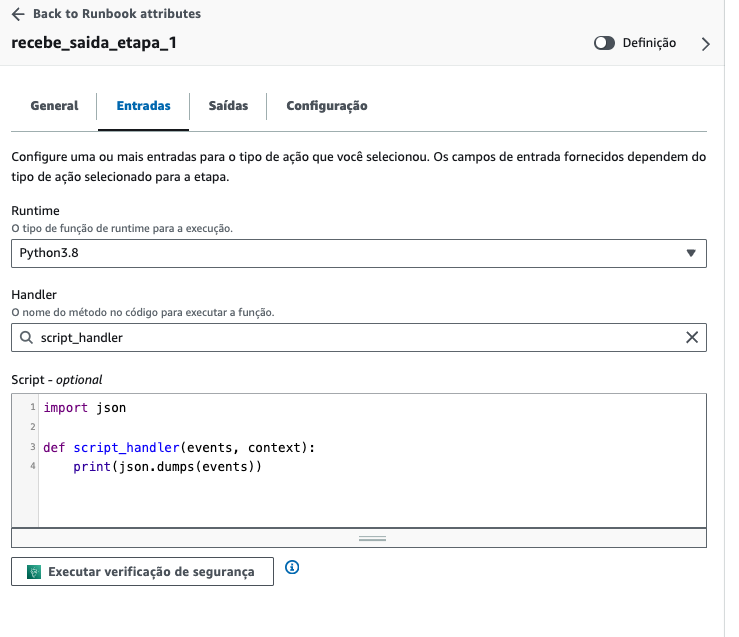 Back to Runbook attributes
recebe_saida_etapa_1
Definição
General
Entradas
Saídas
Configuração
Configure uma ou mais entradas para o tipo de ação que você selecionou. Os campos de entrada fornecidos dependem do
tipo de ação selecionado para a etapa.
Runtime
O tipo de função de runtime para a execução.
Python3.8
Handler
O nome do método no código para executar a função.
script_handler
Script - optional
1 import json
2
3 def script_handler(events, context):
4     print(json.dumps(events))
Executar verificação de segurança